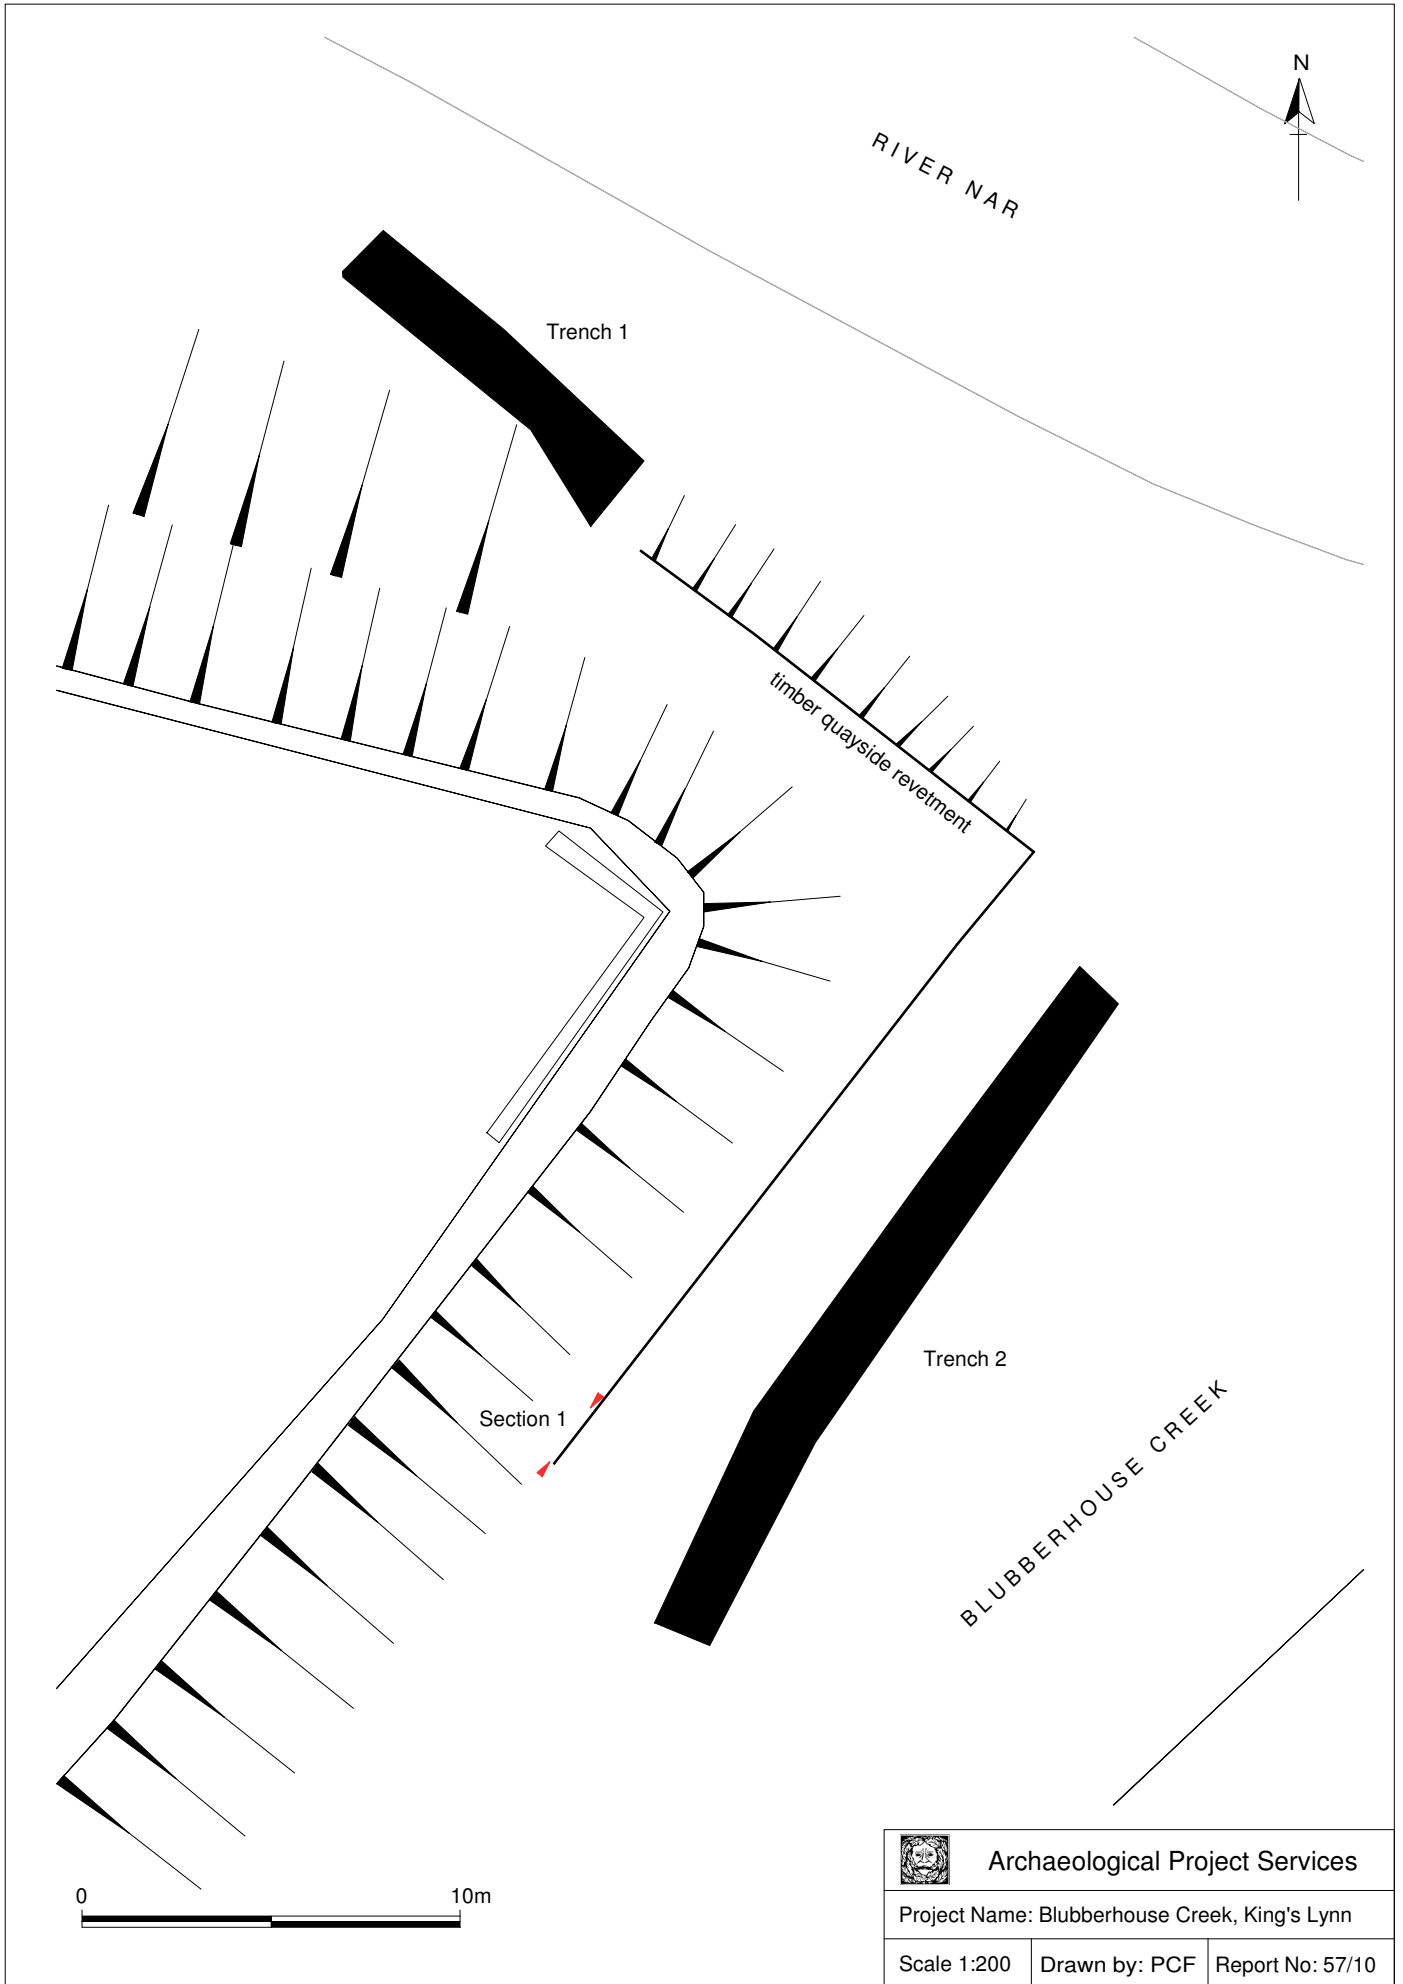 N
RIVER NAR
Trench 1
timber quayside revetment
Trench 2
Section 1
BLUBBERHOUSE CREEK
0 10m
Archaeological Project Services
Project Name: Blubberhouse Creek, King's Lynn
Scale 1:200 Drawn by: PCF Report No: 57/10